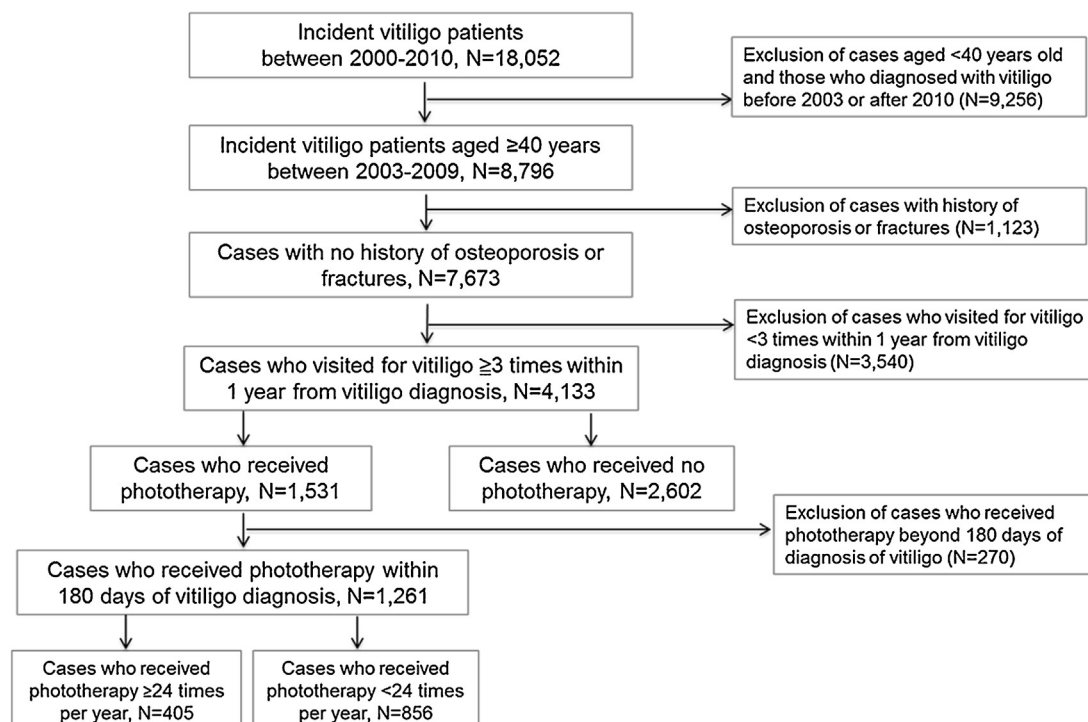 Incident vitiligo patients
between 2000-2010, N=18,052
Exclusion of cases aged <40 years old
and those who diagnosed with vitiligo
before 2003 or after 2010 (N=9,256)
Incident vitiligo patients aged ≥40 years
between 2003-2009, N=8,796
Exclusion of cases with history of
osteoporosis or fractures (N=1,123)
Cases with no history of osteoporosis or
fractures, N=7,673
Exclusion of cases who visited for vitiligo
<3 times within 1 year from vitiligo
diagnosis (N=3,540)
Cases who visited for vitiligo ≧3 times within
1 year from vitiligo diagnosis, N=4,133
Cases who received
phototherapy, N=1,531
Cases who received no
phototherapy, N=2,602
Exclusion of cases who received
phototherapy beyond 180 days of
diagnosis of vitiligo (N=270)
Cases who received phototherapy within
180 days of vitiligo diagnosis, N=1,261
Cases who received
phototherapy ≥24 times
per year, N=405
Cases who received
phototherapy <24 times
per year, N=856